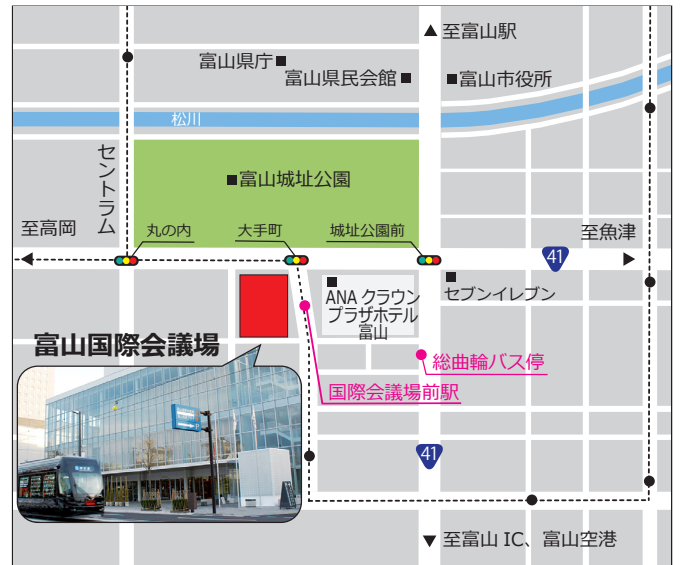 至富山駅
富山県庁
富山県民会館
富山市役所
松川
セントラム
富山城址公園
至高岡
丸の内
大手町
城址公園前
至魚津
41
ANA クラウン
プラザホテル
富山
セブンイレブン
富山国際会議場
総曲輪バス停
国際会議場前駅
41
至富山 IC、富山空港